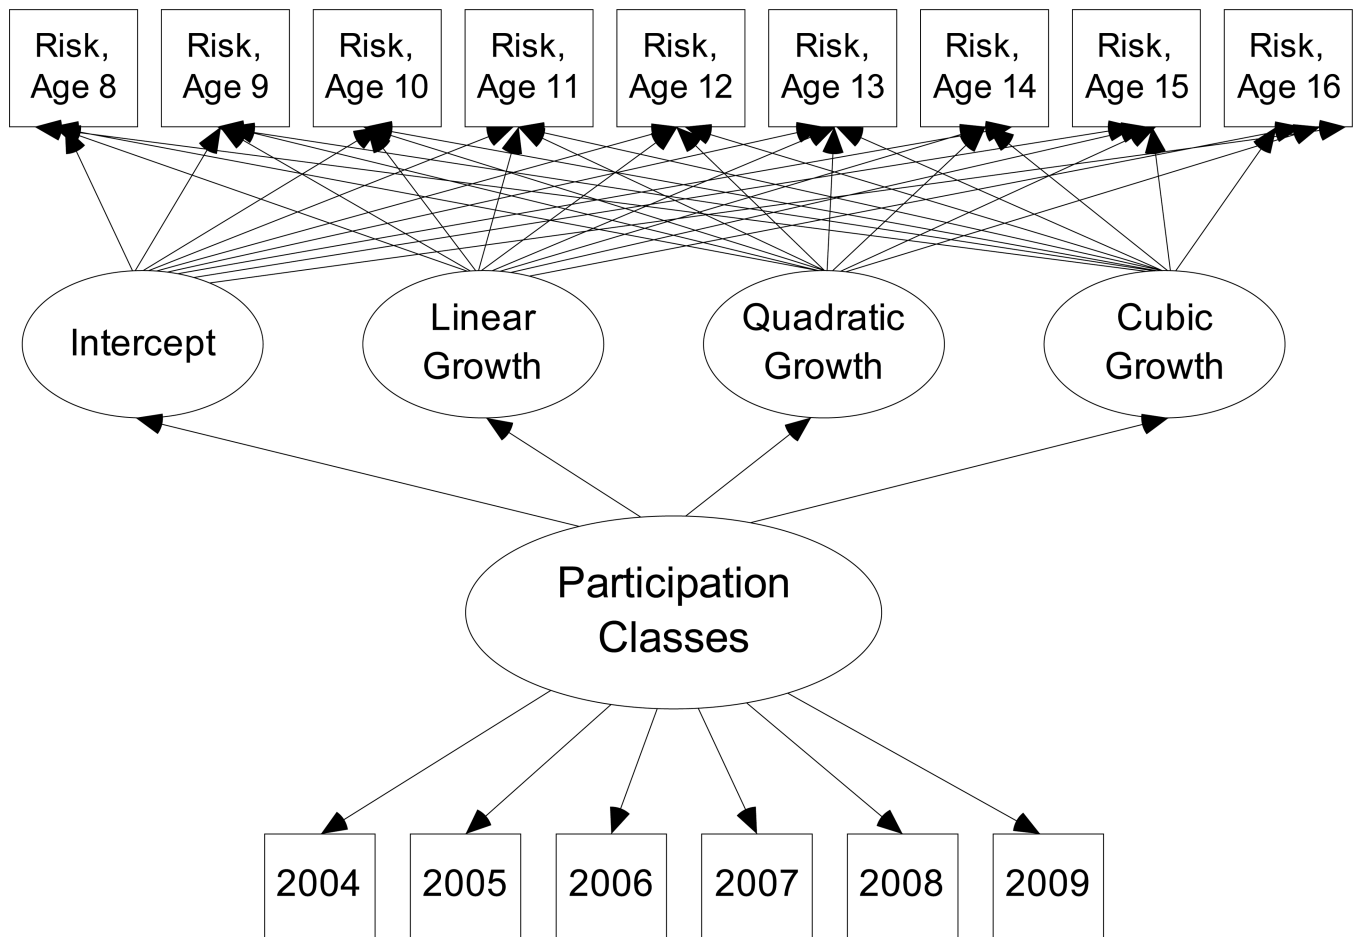 Risk,
Age 8
Risk,
Age 9
Risk,
Age 10
Risk,
Age 11
Risk,
Age 12
Risk,
Age 13
Risk,
Age 14
Risk,
Age 15
Risk,
Age 16
Intercept
Linear
Growth
Quadratic
Growth
Cubic
Growth
Participation
Classes
2004
2005
2006
2007
2008
2009